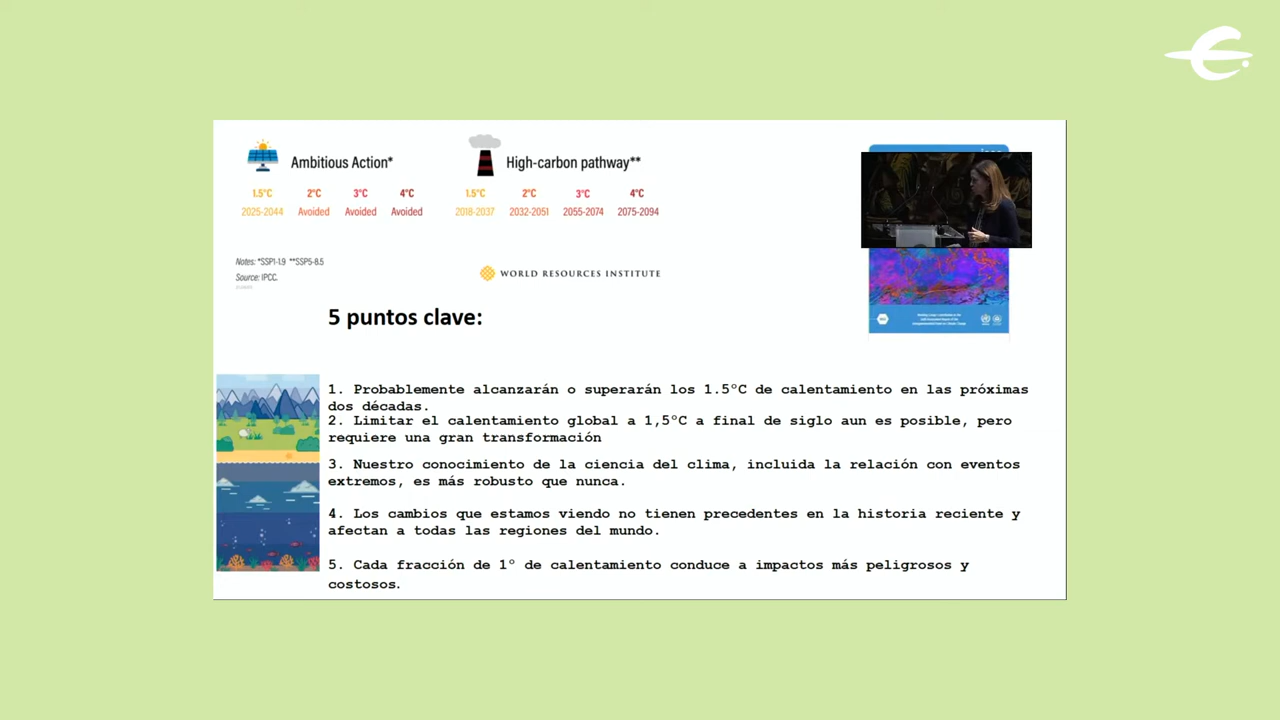 Ambitious Action*
1.5°C 2°C 3°C 4°C
2025-2044 Avoided Avoided Avoided
High-carbon pathway**
1.5°C 2°C 3°C 4°C
2018-2037 2032-2051 2055-2074 2075-2094
Notes: *SSP1-1.9 **SSP5-8.5
Source: IPCC.
WORLD RESOURCES INSTITUTE
5 puntos clave:
1. Probablemente alcanzarán o superarán los 1.5ºC de calentamiento en las próximas
dos décadas.
2. Limitar el calentamiento global a 1,5ºC a final de siglo aun es posible, pero
requiere una gran transformación
3. Nuestro conocimiento de la ciencia del clima, incluida la relación con eventos
extremos, es más robusto que nunca.
4. Los cambios que estamos viendo no tienen precedentes en la historia reciente y
afectan a todas las regiones del mundo.
5. Cada fracción de 1º de calentamiento conduce a impactos más peligrosos y
costosos.